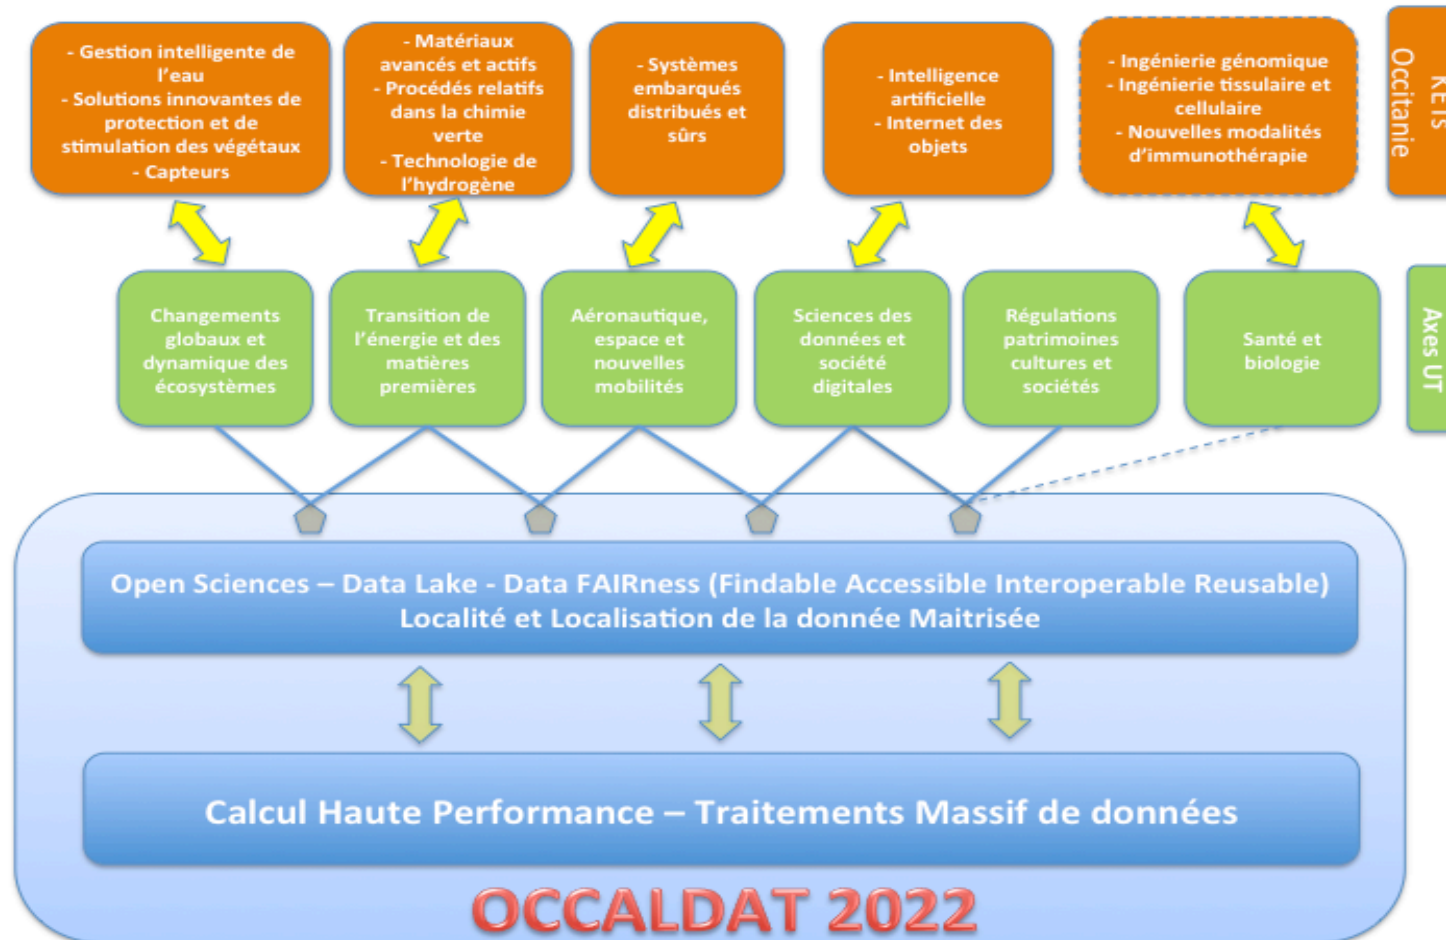 - Gestion intelligente de
l'eau
- Solutions innovantes de
protection et de
stimulation des végétaux
- Capteurs
- Matériaux
avancés et actifs
- Procédés relatifs
dans la chimie
verte
- Technologie de
l'hydrogène
- Systèmes
embarqués
distribués et
sûrs
- Intelligence
artificielle
- Internet des
objets
- Ingénierie génomique
- Ingénierie tissulaire et
cellulaire
- Nouvelles modalités
d'immunothérapie
KETs
Occitanie
Changements
globaux et
dynamique des
écosystèmes
Transition de
l'énergie et des
matières
premières
Aéronautique,
espace et
nouvelles
mobilités
Sciences des
données et
société
digitales
Régulations
patrimoines
cultures et
sociétés
Santé et
biologie
Axes UT
Open Sciences – Data Lake - Data FAIRness (Findable Accessible Interoperable Reusable)
Localité et Localisation de la donnée Maitrisée
Calcul Haute Performance – Traitements Massif de données
OCCALDAT 2022